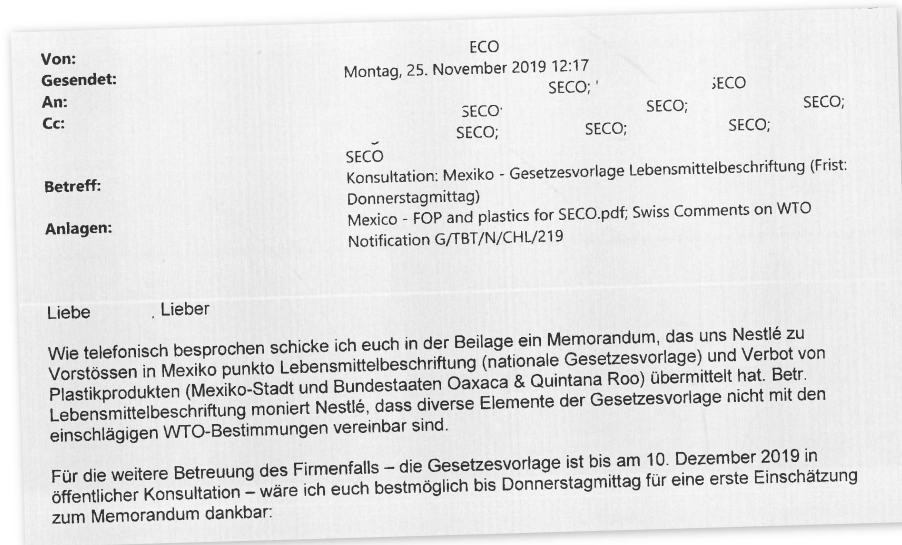 Von: ECO
Gesendet: Montag, 25. November 2019 12:17
An: SECO; SECO
Cc: SECO SECO; SECO;
SECO; SECO; SECO;
SECO
Betreff: Konsultation: Mexiko - Gesetzesvorlage Lebensmittelbeschriftung (Frist:
Donnerstagmittag)
Anlagen: Mexico - FOP and plastics for SECO.pdf; Swiss Comments on WTO
Notification G/TBT/N/CHL/219
Liebe , Lieber
Wie telefonisch besprochen schicke ich euch in der Beilage ein Memorandum, das uns Nestlé zu
Vorstössen in Mexiko punkto Lebensmittelbeschriftung (nationale Gesetzesvorlage) und Verbot von
Plastikprodukten (Mexiko-Stadt und Bundestaaten Oaxaca & Quintana Roo) übermittelt hat. Betr.
Lebensmittelbeschriftung moniert Nestlé, dass diverse Elemente der Gesetzesvorlage nicht mit den
einschlägigen WTO-Bestimmungen vereinbar sind.
Für die weitere Betreuung des Firmenfalls – die Gesetzesvorlage ist bis am 10. Dezember 2019 in
öffentlicher Konsultation – wäre ich euch bestmöglich bis Donnerstagmittag für eine erste Einschätzung
zum Memorandum dankbar: